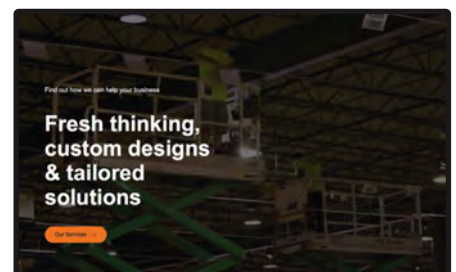 Find out how we can help your business
Fresh thinking,
custom designs
& tailored
solutions
Our Services →